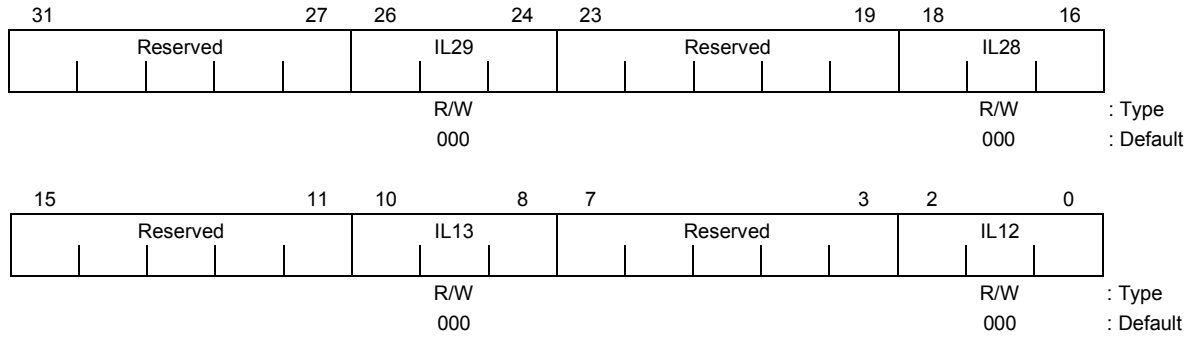 31 27 26 24 23 19 18 16
Reserved IL29 Reserved IL28
R/W R/W : Type
000 000 : Default
15 11 10 8 7 3 2 0
Reserved IL13 Reserved IL12
R/W R/W : Type
000 000 : Default